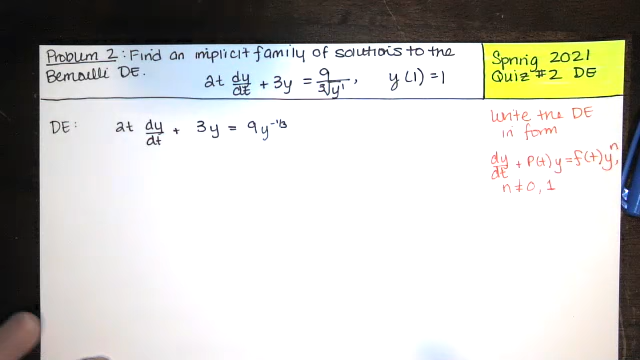 Problem 2: Find an implicit family of solutions to the
Bernoulli DE.
2t dy/dt + 3y = 9/∛y, y(1) = 1
Spnrig 2021
Quiz #2 DE
DE: 2t dy/dt + 3y = 9y^-1/3
Write the DE
in form
dy/dt + P(t)y = f(t)y^n,
n ≠ 0, 1